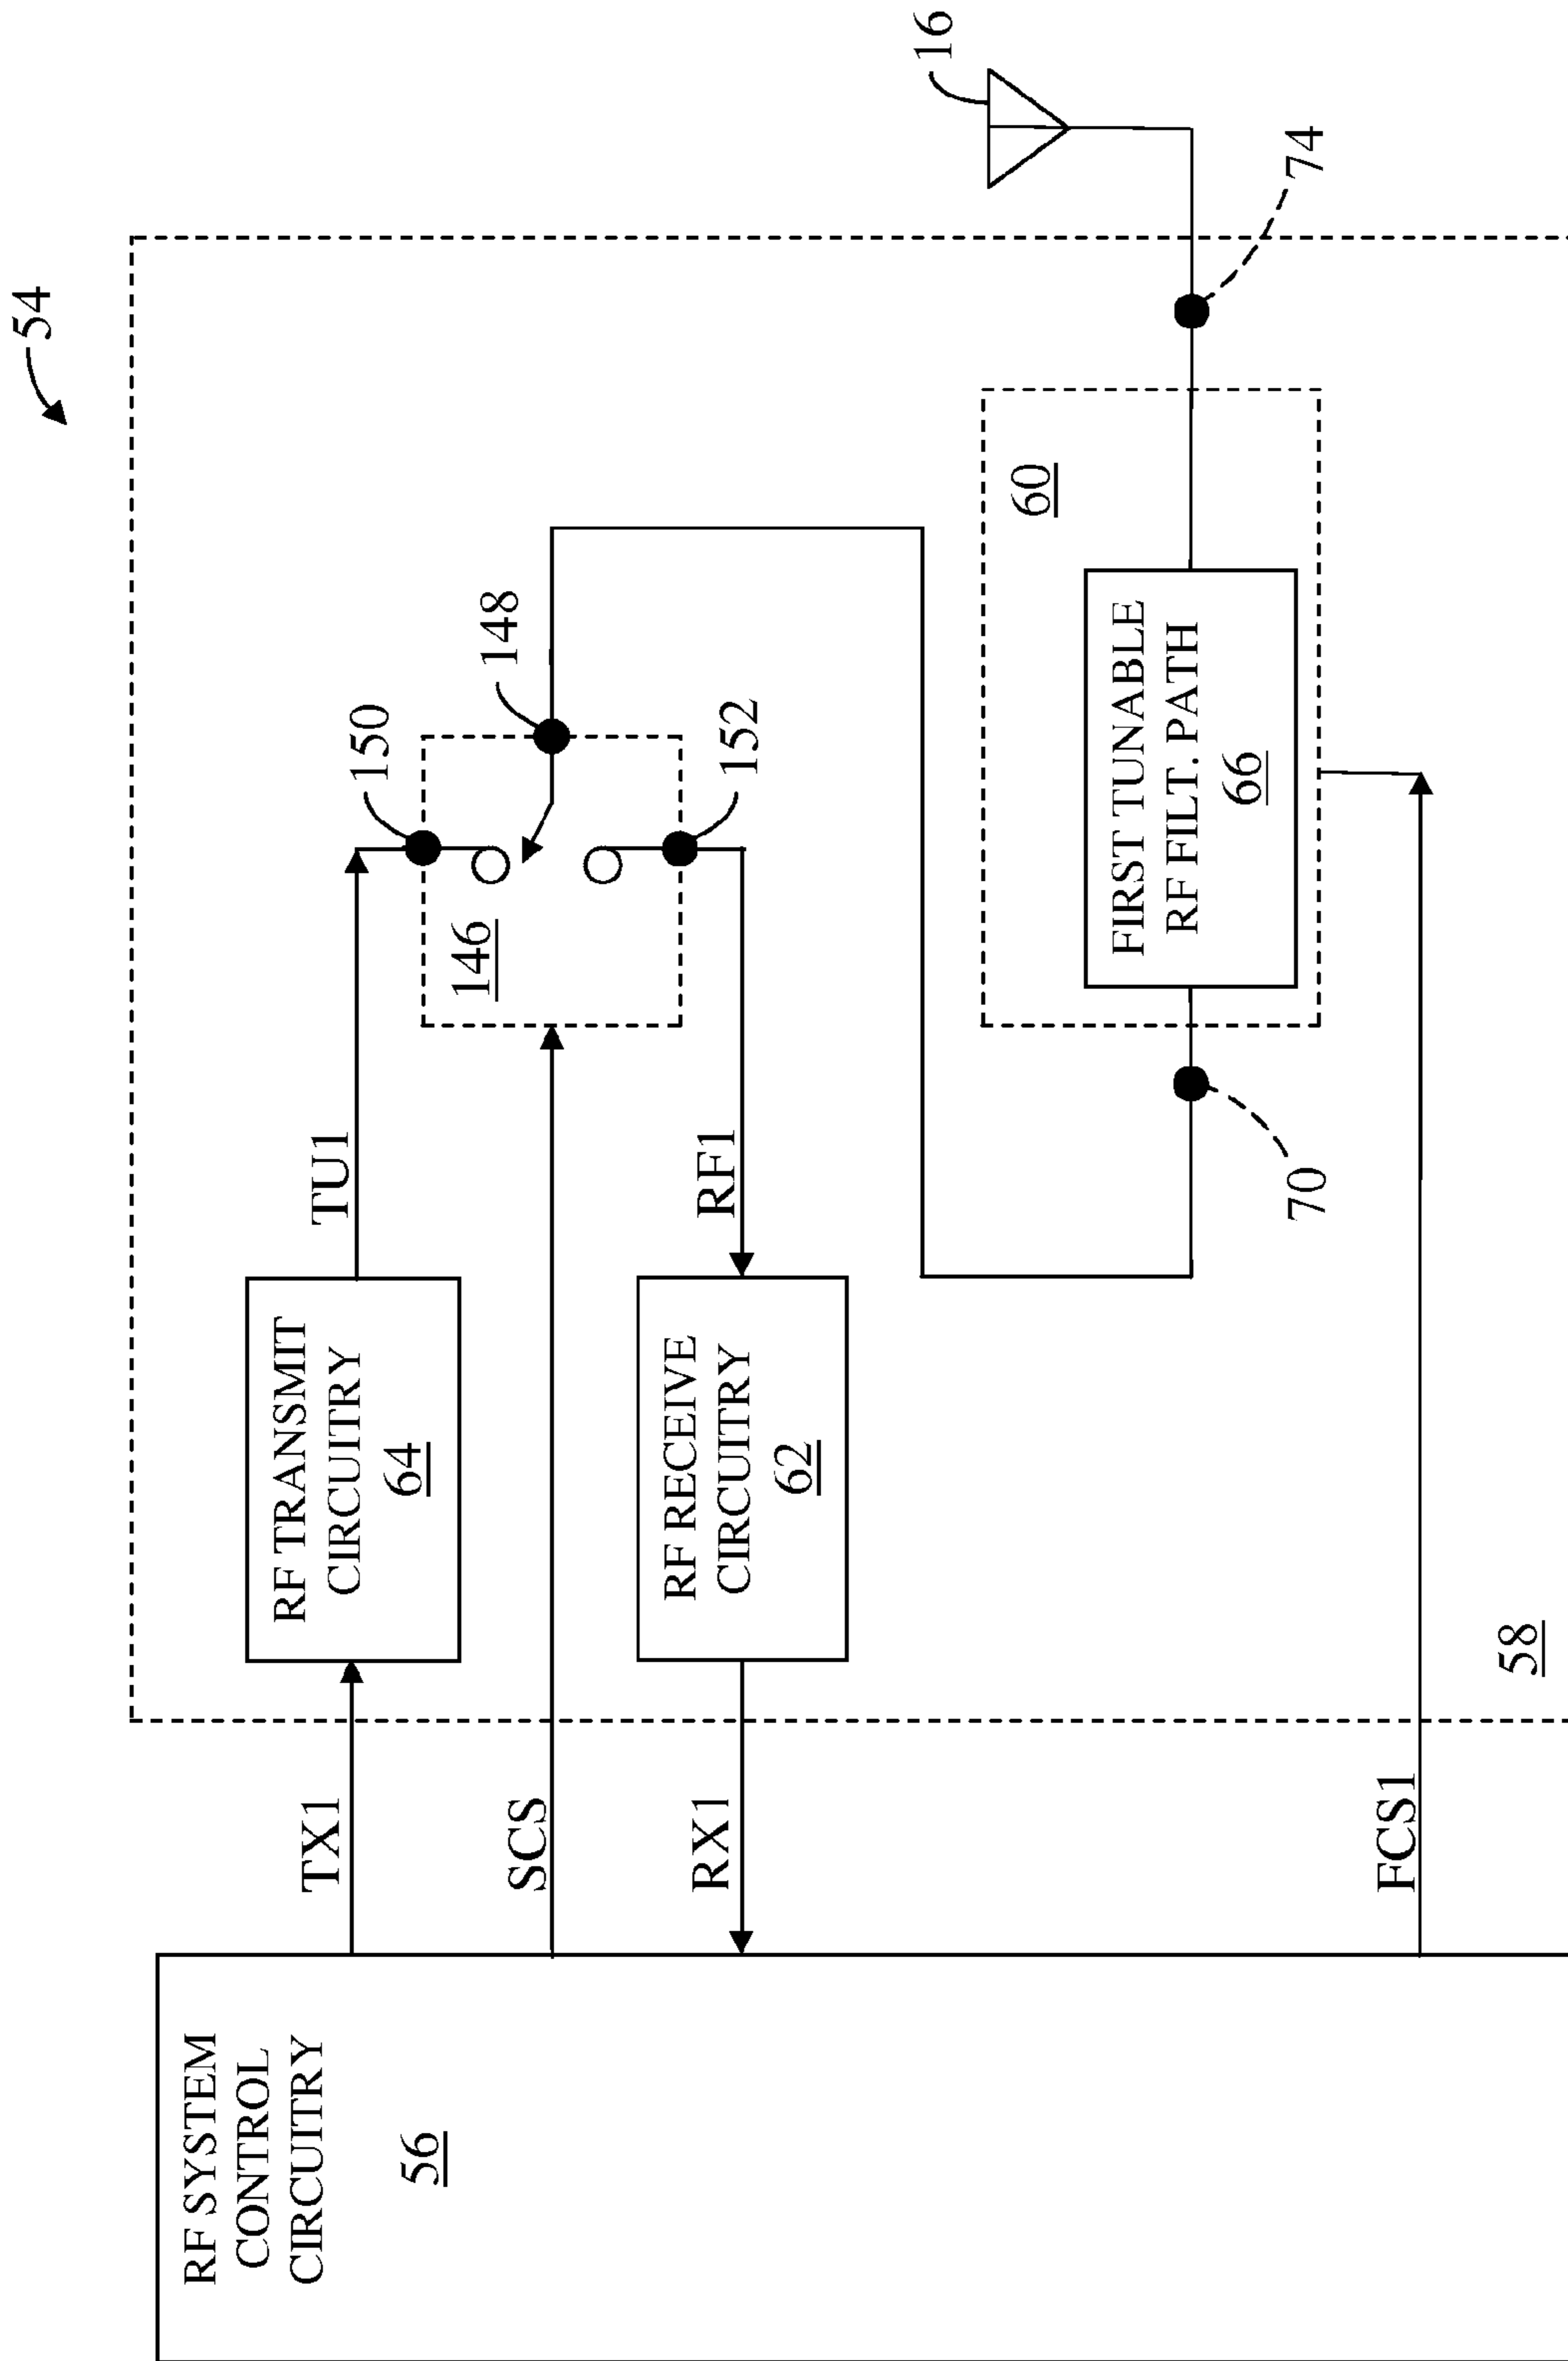 54
RF SYSTEM
CONTROL
CIRCUITRY
56
TX1
SCS
RX1
FCS1
58
RF TRANSMIT
CIRCUITRY
64
TU1
RF RECEIVE
CIRCUITRY
62
RF1
146
150
148
152
70
60
FIRST TUNABLE
RF FILT. PATH
66
74
16